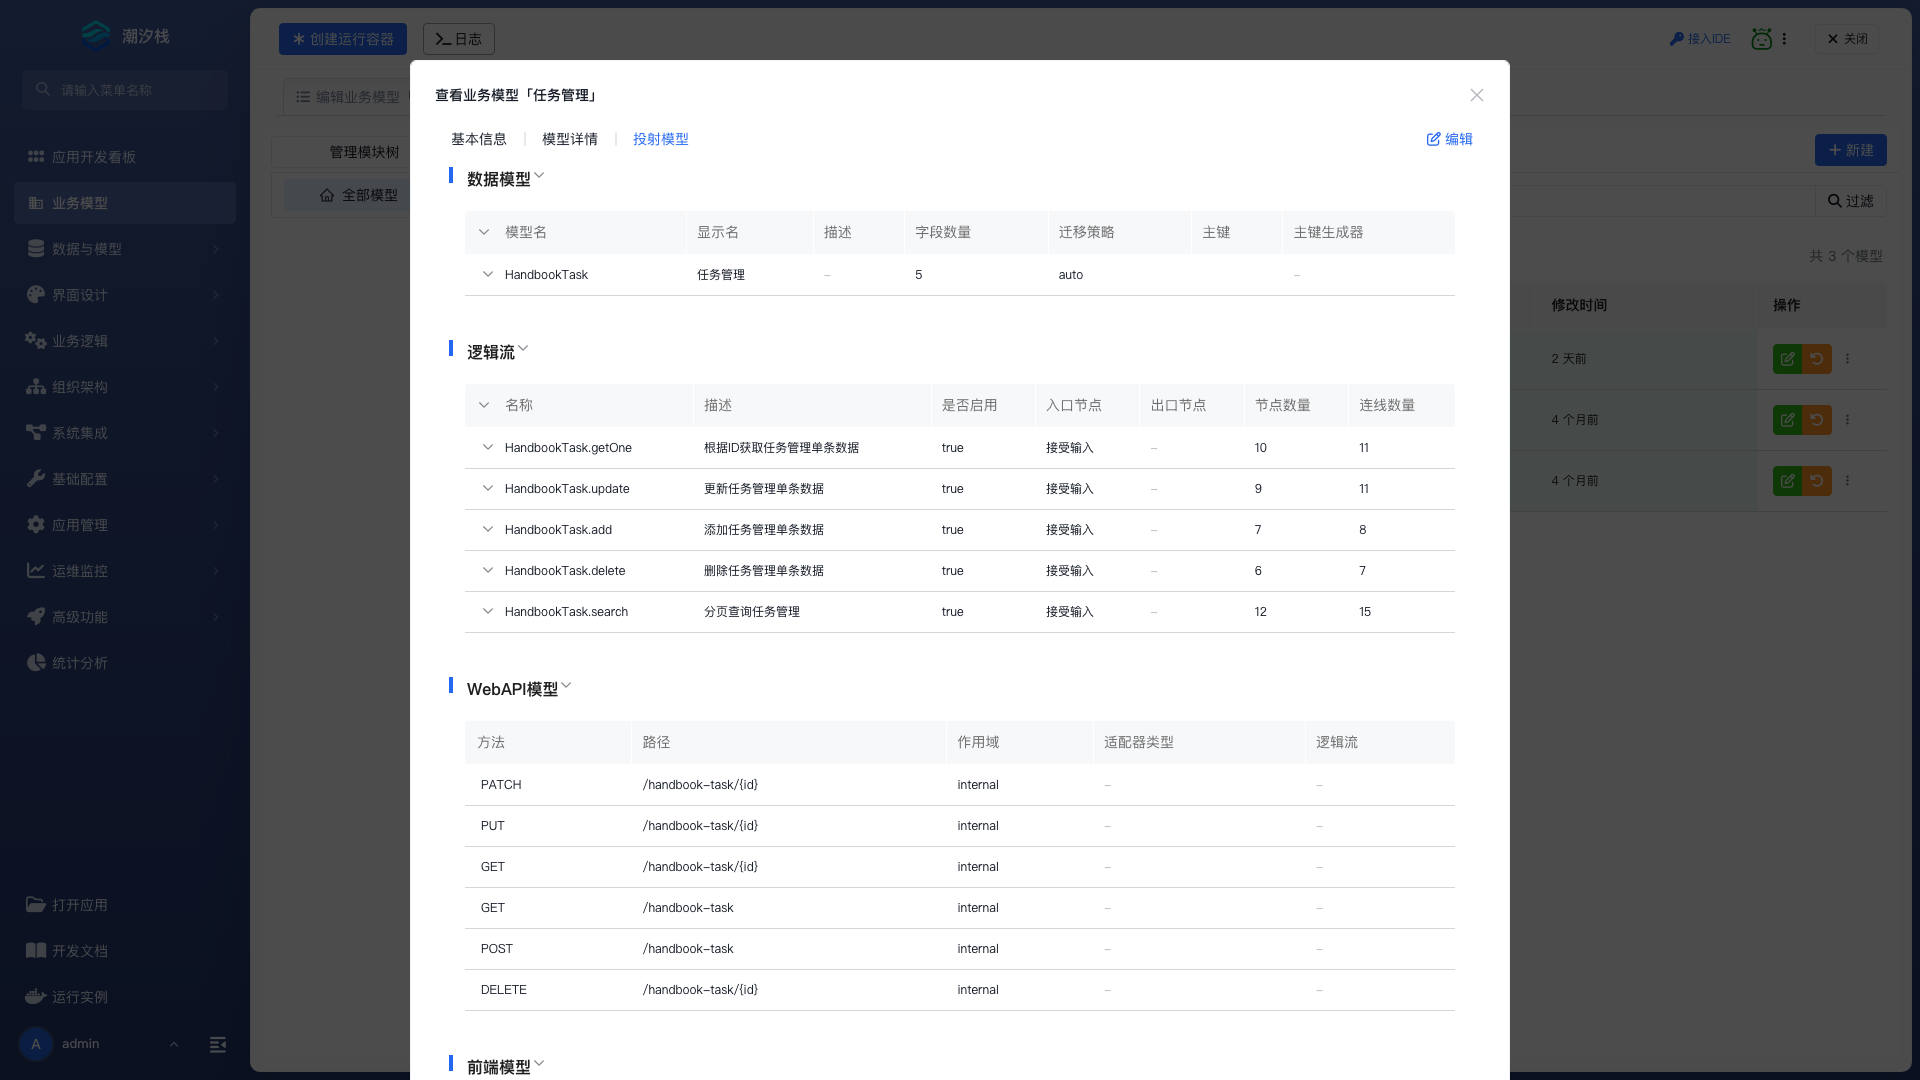 潮汐栈
请输入菜单名称
应用开发看板
业务模型
数据与模型
界面设计
业务逻辑
组织架构
系统集成
基础配置
应用管理
运维监控
高级功能
统计分析
打开应用
开发文档
运行实例
A admin
创建运行容器 日志 接入IDE 关闭
编辑业务模型
管理模块树 新建
全部模型 过滤
共 3 个模型
修改时间 操作
2 天前
4 个月前
4 个月前
查看业务模型「任务管理」
基本信息 模型详情 投射模型 编辑
数据模型
模型名 显示名 描述 字段数量 迁移策略 主键 主键生成器
HandbookTask 任务管理 – 5 auto –
逻辑流
名称 描述 是否启用 入口节点 出口节点 节点数量 连线数量
HandbookTask.getOne 根据ID获取任务管理单条数据 true 接受输入 – 10 11
HandbookTask.update 更新任务管理单条数据 true 接受输入 – 9 11
HandbookTask.add 添加任务管理单条数据 true 接受输入 – 7 8
HandbookTask.delete 删除任务管理单条数据 true 接受输入 – 6 7
HandbookTask.search 分页查询任务管理 true 接受输入 – 12 15
WebAPI模型
方法 路径 作用域 适配器类型 逻辑流
PATCH /handbook-task/{id} internal – –
PUT /handbook-task/{id} internal – –
GET /handbook-task/{id} internal – –
GET /handbook-task internal – –
POST /handbook-task internal – –
DELETE /handbook-task/{id} internal – –
前端模型